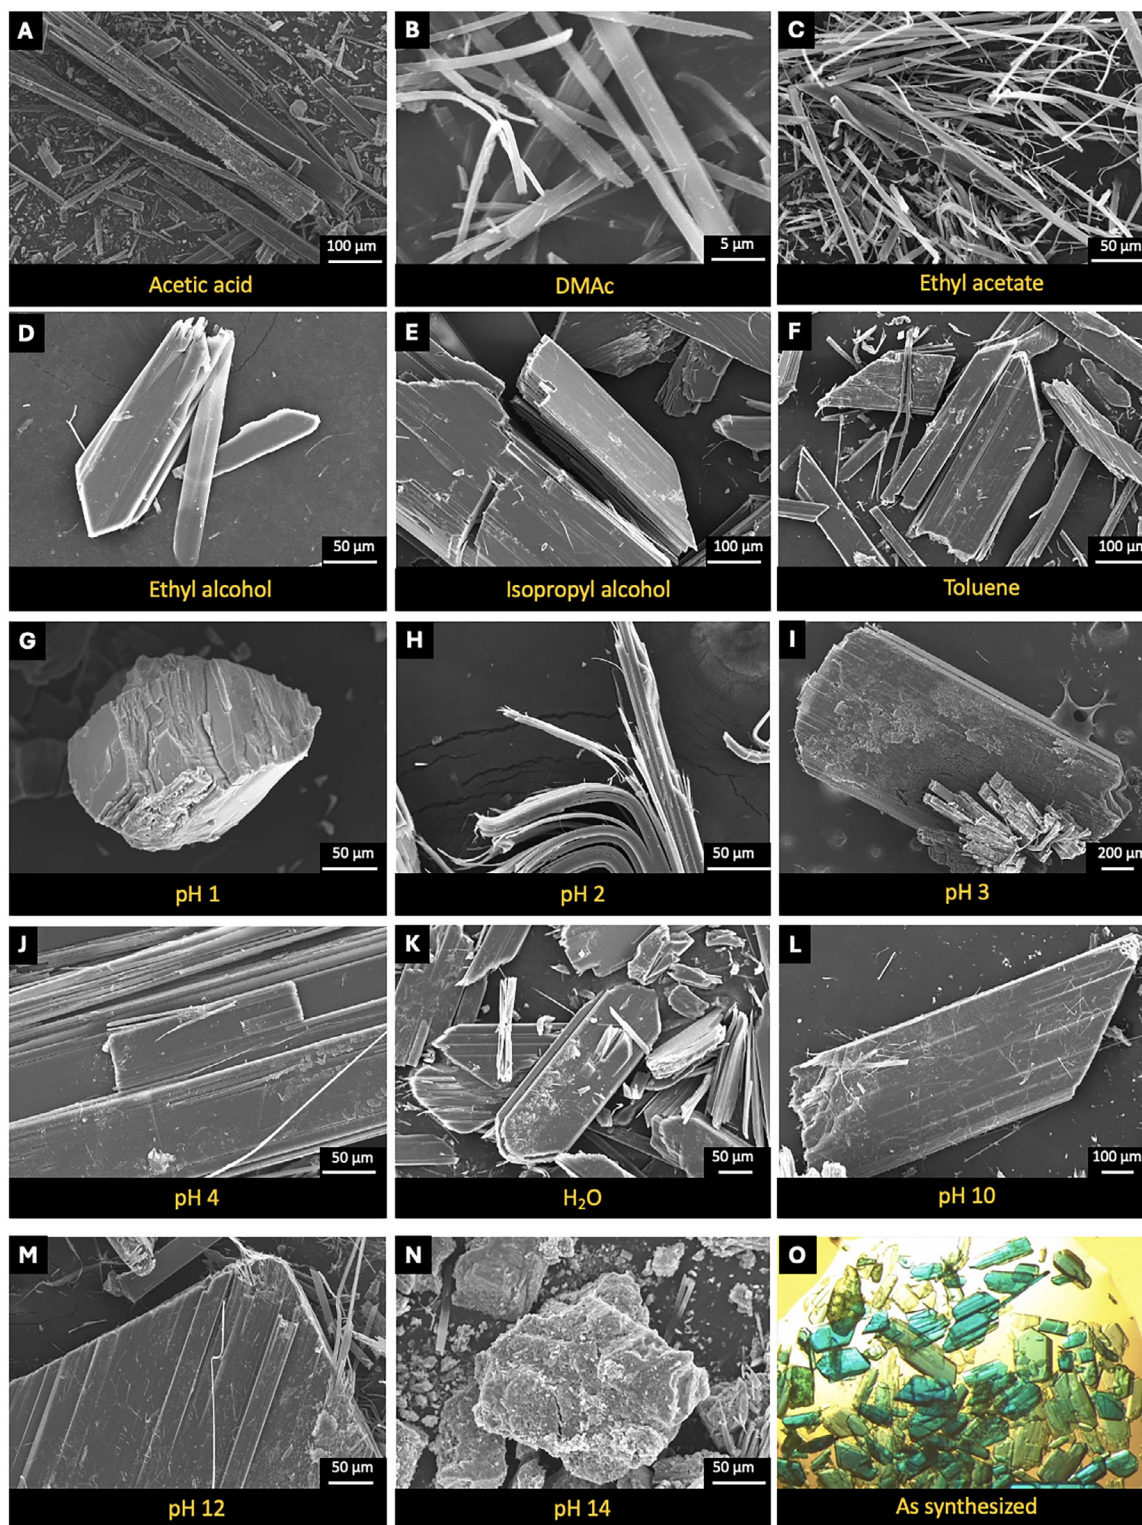 A
100 µm
Acetic acid
B
5 µm
DMAc
C
50 µm
Ethyl acetate
D
50 µm
Ethyl alcohol
E
100 µm
Isopropyl alcohol
F
100 µm
Toluene
G
50 µm
pH 1
H
50 µm
pH 2
I
200 µm
pH 3
J
50 µm
pH 4
K
50 µm
H₂O
L
100 µm
pH 10
M
50 µm
pH 12
N
50 µm
pH 14
O
As synthesized